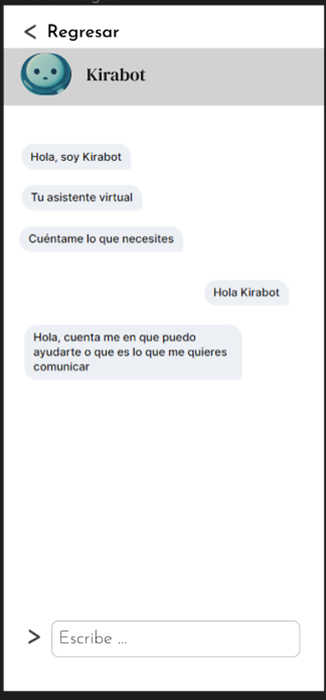 < Regresar
Kirabot
Hola, soy Kirabot
Tu asistente virtual
Cuéntame lo que necesites
Hola Kirabot
Hola, cuenta me en que puedo
ayudarte o que es lo que me quieres
comunicar
> Escribe ...